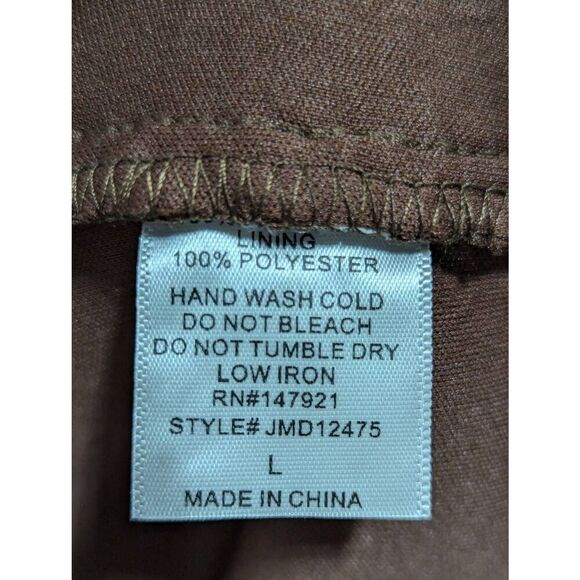 LINING
100% POLYESTER
HAND WASH COLD
DO NOT BLEACH
DO NOT TUMBLE DRY
LOW IRON
RN#147921
STYLE# JMD12475
L
MADE IN CHINA